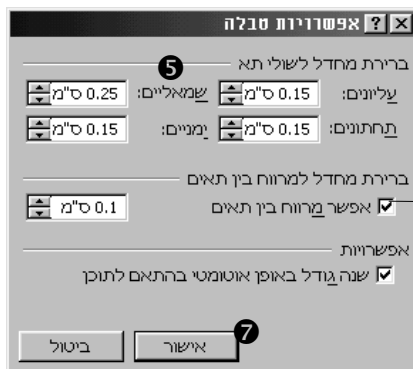 אפשרויות טבלה
ברירת מחדל לשולי תא
5
עליונים: 0.15 ס"מ שמאליים: 0.25 ס"מ
תחתונים: 0.15 ס"מ ימניים: 0.15 ס"מ
ברירת מחדל למרווח בין תאים
אפשר מרווח בין תאים 0.1 ס"מ
אפשרויות
שנה גודל באופן אוטומטי בהתאם לתוכן
7
אישור ביטול